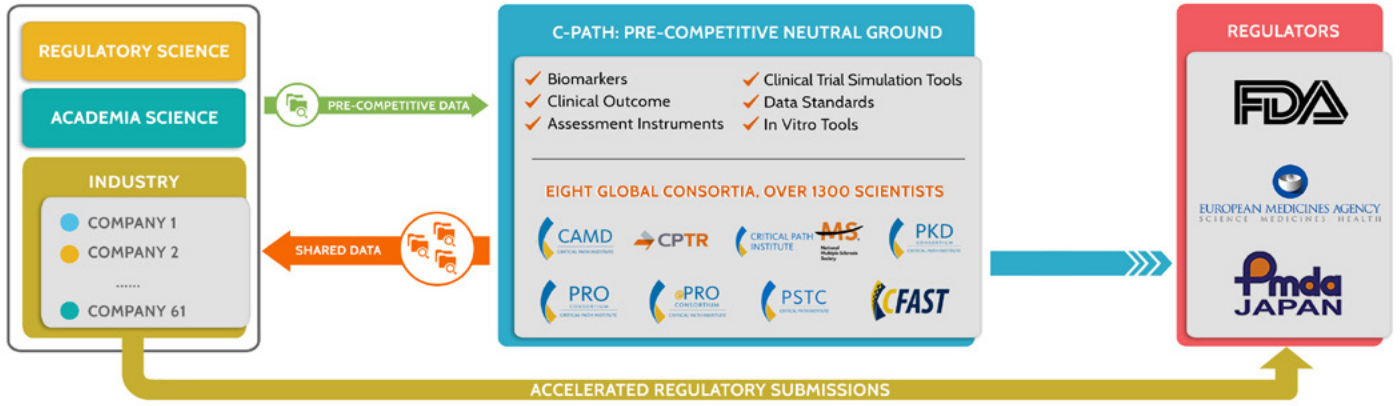 REGULATORY SCIENCE
ACADEMIA SCIENCE
INDUSTRY
COMPANY 1
COMPANY 2
......
COMPANY 61
PRE-COMPETITIVE DATA
SHARED DATA
C-PATH: PRE-COMPETITIVE NEUTRAL GROUND
Biomarkers
Clinical Outcome
Assessment Instruments
Clinical Trial Simulation Tools
Data Standards
In Vitro Tools
EIGHT GLOBAL CONSORTIA, OVER 1300 SCIENTISTS
CAMD
CRITICAL PATH INSTITUTE
CPTR
CRITICAL PATH
INSTITUTE
MS
National
Multiple Sclerosis
Society
PKD
CONSORTIUM
CRITICAL PATH INSTITUTE
PRO
CONSORTIUM
CRITICAL PATH INSTITUTE
ePRO
CONSORTIUM
CRITICAL PATH INSTITUTE
PSTC
CRITICAL PATH INSTITUTE
CFAST
REGULATORS
FDA
EUROPEAN MEDICINES AGENCY
SCIENCE MEDICINES HEALTH
Pmda
JAPAN
ACCELERATED REGULATORY SUBMISSIONS